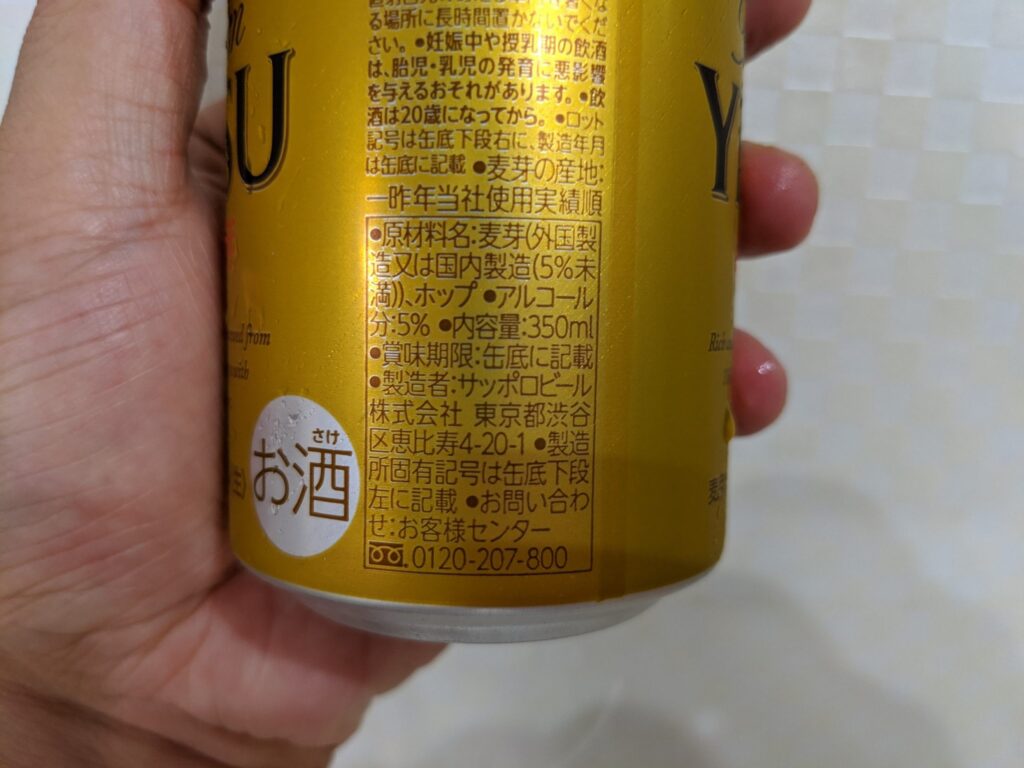 る場所に長時間置かないでくだ
さい。●妊娠中や授乳期の飲酒
は、胎児・乳児の発育に悪影響
を与えるおそれがあります。●飲
酒は20歳になってから。●ロット
記号は缶底下段右に、製造年月
は缶底に記載 ●麦芽の産地:
一昨年当社使用実績順
●原材料名:麦芽(外国製
造又は国内製造(5%未
満))、ホップ ●アルコール
分:5% ●内容量:350ml
●賞味期限:缶底に記載
●製造者:サッポロビール
株式会社 東京都渋谷
区恵比寿4-20-1 ●製造
所固有記号は缶底下段
左に記載 ●お問い合わ
せ:お客様センター
0120-207-800
さけ
お酒
SU
from
with
Y
Rich